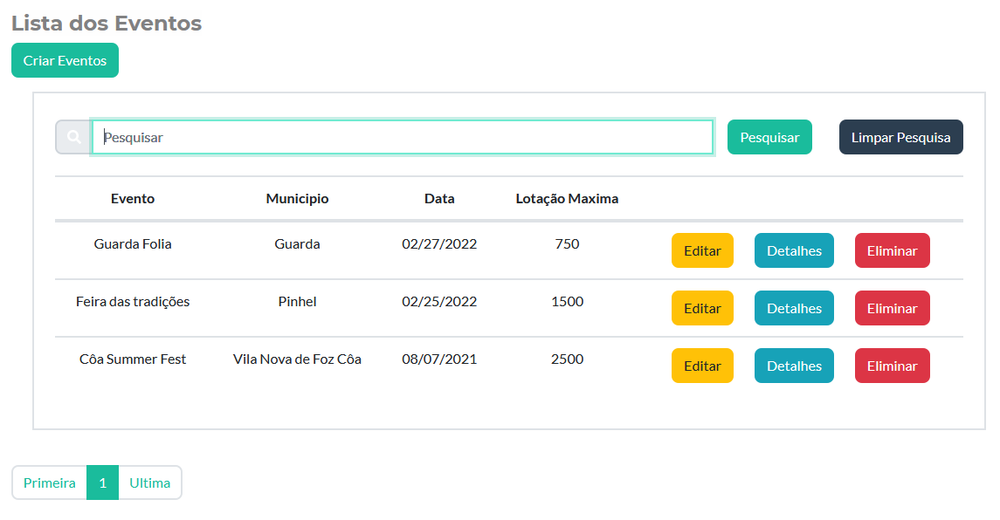 Lista dos Eventos
Criar Eventos
Pesquisar Pesquisar Limpar Pesquisa
Evento Municipio Data Lotação Maxima
Guarda Folia Guarda 02/27/2022 750 Editar Detalhes Eliminar
Feira das tradições Pinhel 02/25/2022 1500 Editar Detalhes Eliminar
Côa Summer Fest Vila Nova de Foz Côa 08/07/2021 2500 Editar Detalhes Eliminar
Primeira 1 Ultima